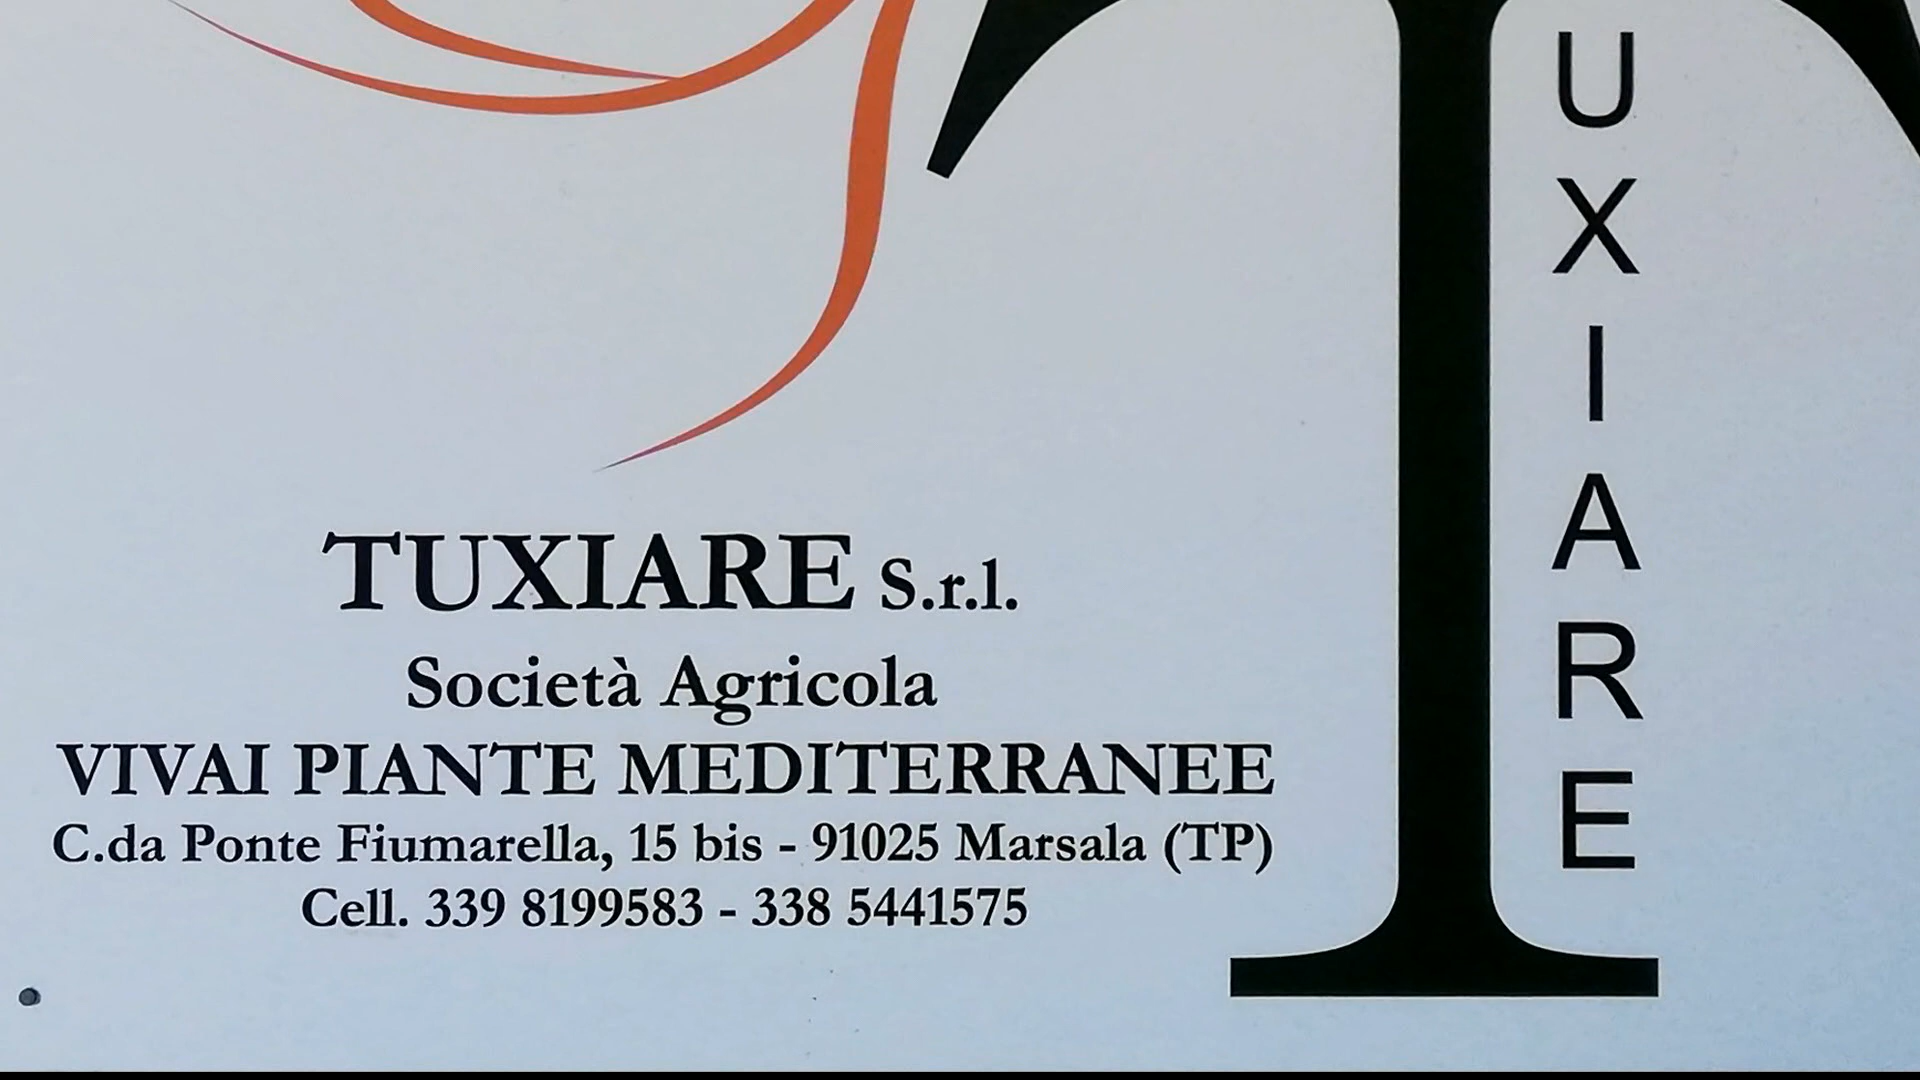 TUXIARE
TUXIARE S.r.l.
Società Agricola
VIVAI PIANTE MEDITERRANEE
C.da Ponte Fiumarella, 15 bis - 91025 Marsala (TP)
Cell. 339 8199583 - 338 5441575